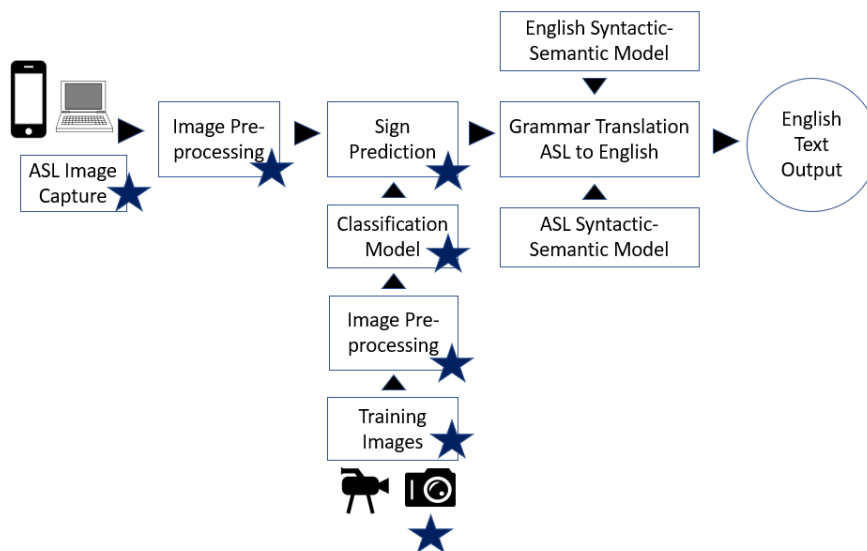 English Syntactic-
Semantic Model
Image Pre-
processing
Sign
Prediction
Grammar Translation
ASL to English
English
Text
Output
ASL Image
Capture
Classification
Model
ASL Syntactic-
Semantic Model
Image Pre-
processing
Training
Images